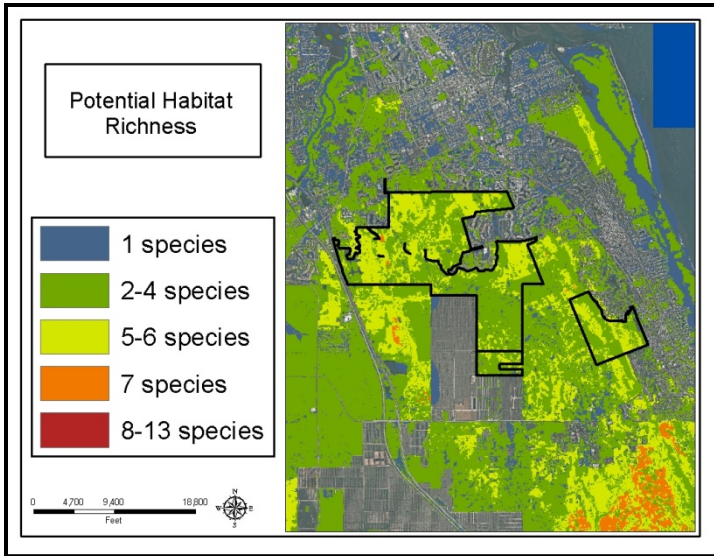 Potential Habitat
Richness
1 species
2-4 species
5-6 species
7 species
8-13 species
0 4,700 9,400 18,800
Feet
N
W E
S